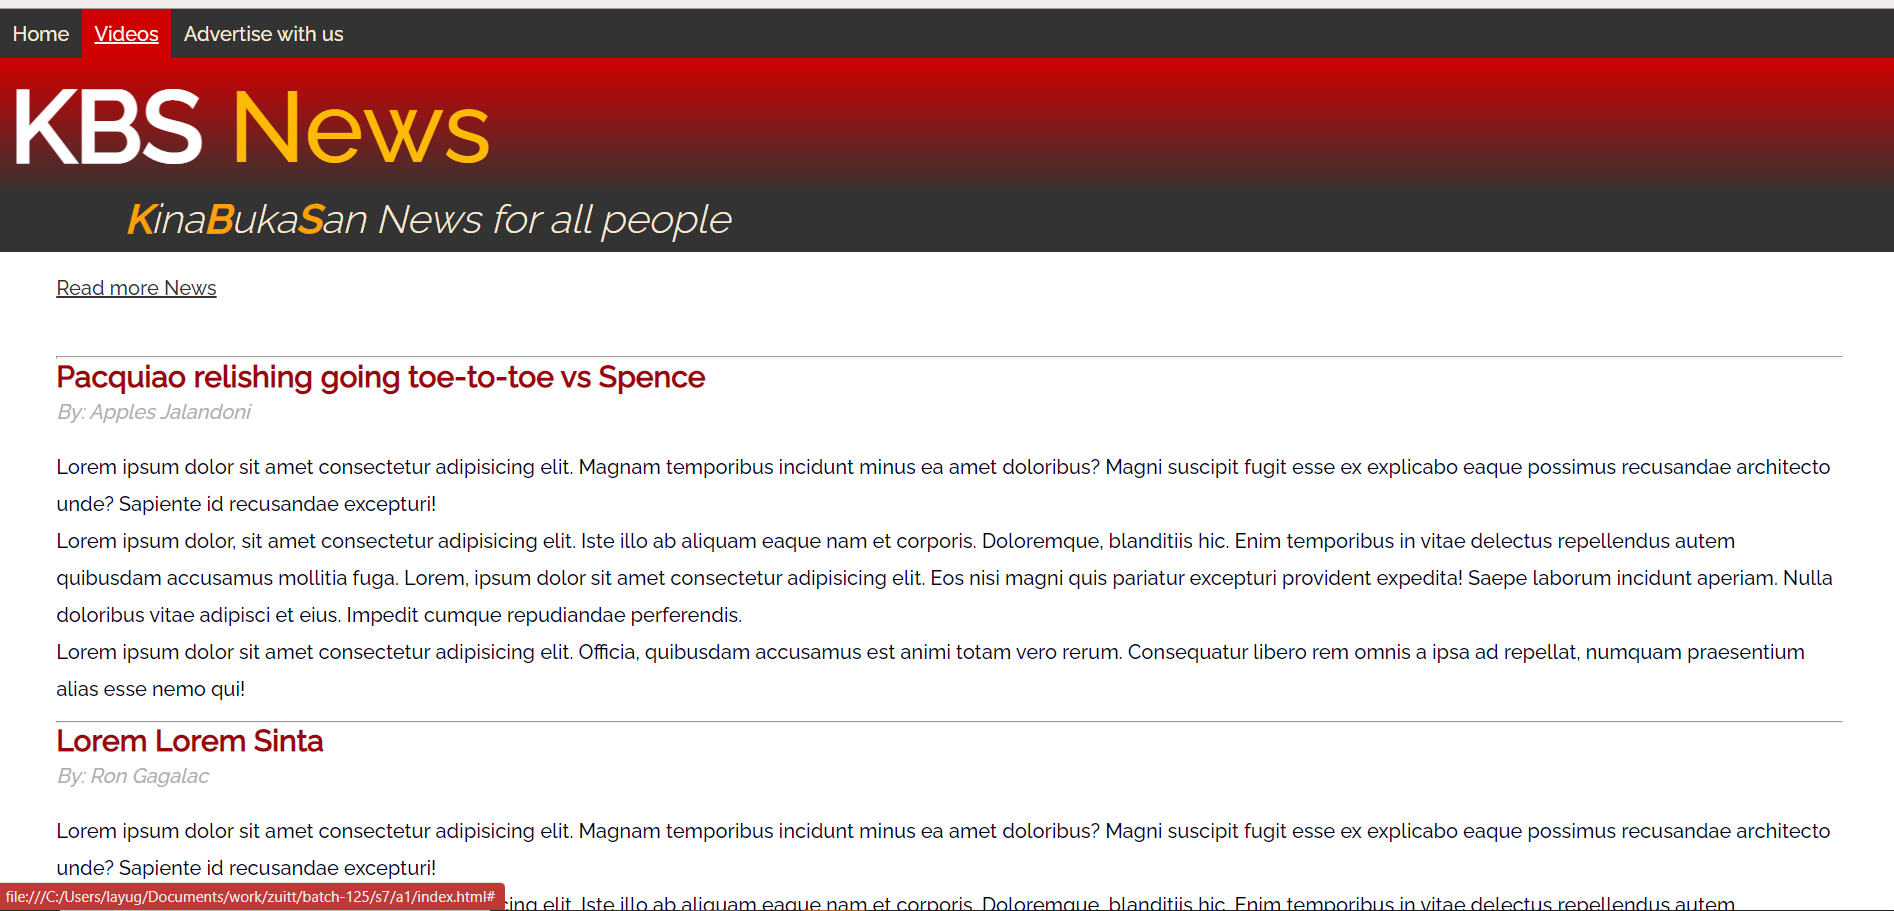 Home Videos Advertise with us
KBS News
KinaBukaSan News for all people
Read more News
Pacquiao relishing going toe-to-toe vs Spence
By: Apples Jalandoni
Lorem ipsum dolor sit amet consectetur adipisicing elit. Magnam temporibus incidunt minus ea amet doloribus? Magni suscipit fugit esse ex explicabo eaque possimus recusandae architecto
unde? Sapiente id recusandae excepturi!
Lorem ipsum dolor, sit amet consectetur adipisicing elit. Iste illo ab aliquam eaque nam et corporis. Doloremque, blanditiis hic. Enim temporibus in vitae delectus repellendus autem
quibusdam accusamus mollitia fuga. Lorem, ipsum dolor sit amet consectetur adipisicing elit. Eos nisi magni quis pariatur excepturi provident expedita! Saepe laborum incidunt aperiam. Nulla
doloribus vitae adipisci et eius. Impedit cumque repudiandae perferendis.
Lorem ipsum dolor sit amet consectetur adipisicing elit. Officia, quibusdam accusamus est animi totam vero rerum. Consequatur libero rem omnis a ipsa ad repellat, numquam praesentium
alias esse nemo qui!
Lorem Lorem Sinta
By: Ron Gagalac
Lorem ipsum dolor sit amet consectetur adipisicing elit. Magnam temporibus incidunt minus ea amet doloribus? Magni suscipit fugit esse ex explicabo eaque possimus recusandae architecto
unde? Sapiente id recusandae excepturi!
file:///C:/Users/layug/Documents/work/zuitt/batch-125/s7/a1/index.html#
cing elit. Iste illo ab aliquam eaque nam et corporis. Doloremque, blanditiis hic. Enim temporibus in vitae delectus repellendus autem